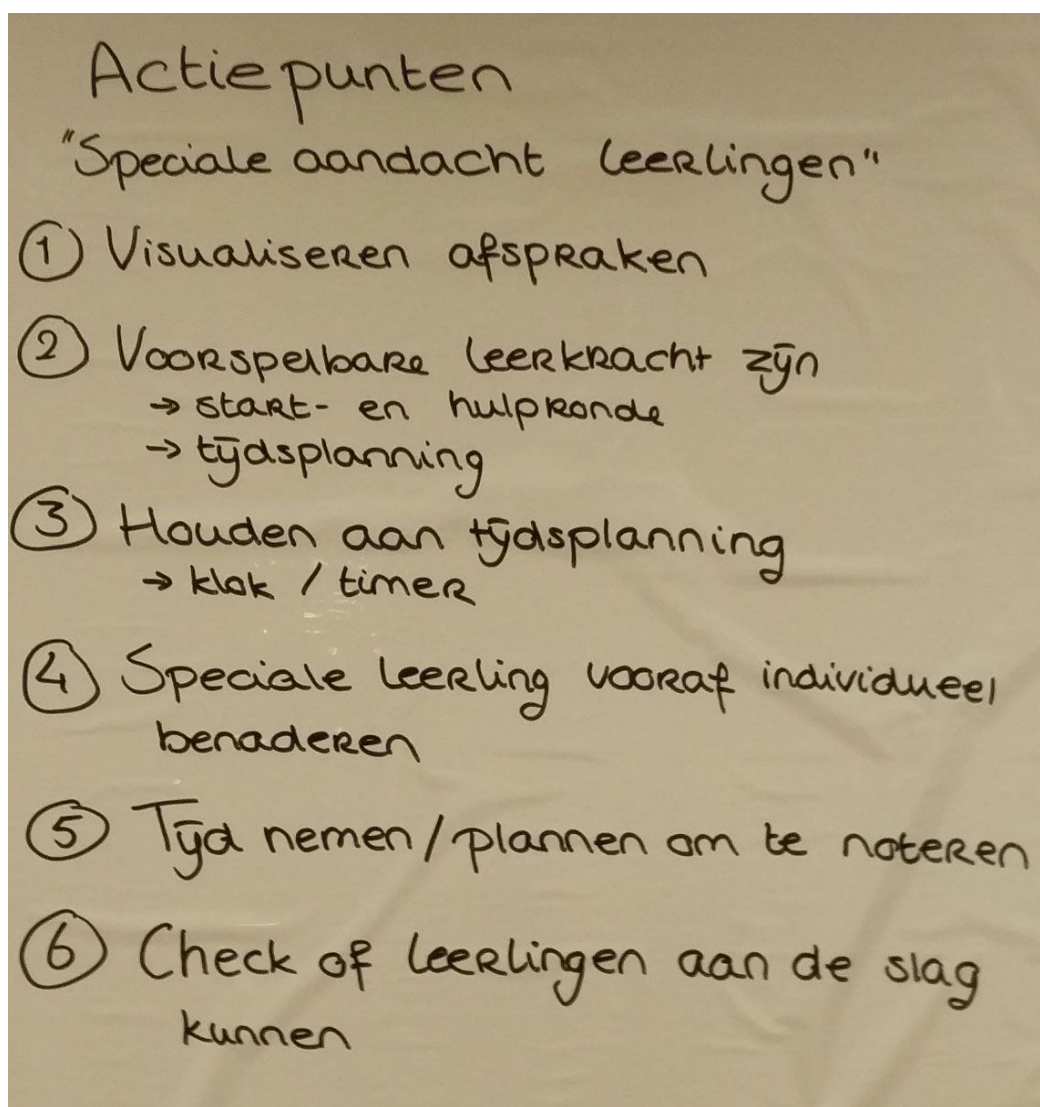 Actiepunten
"Speciale aandacht leerlingen"
① Visualiseren afspraken
② Voorspelbare leerkracht zijn
→ start- en hulpronde
→ tijdsplanning
③ Houden aan tijdsplanning
→ klok / timer
④ Speciale leerling vooraf individueel
benaderen
⑤ Tijd nemen/plannen om te noteren
⑥ Check of leerlingen aan de slag
kunnen